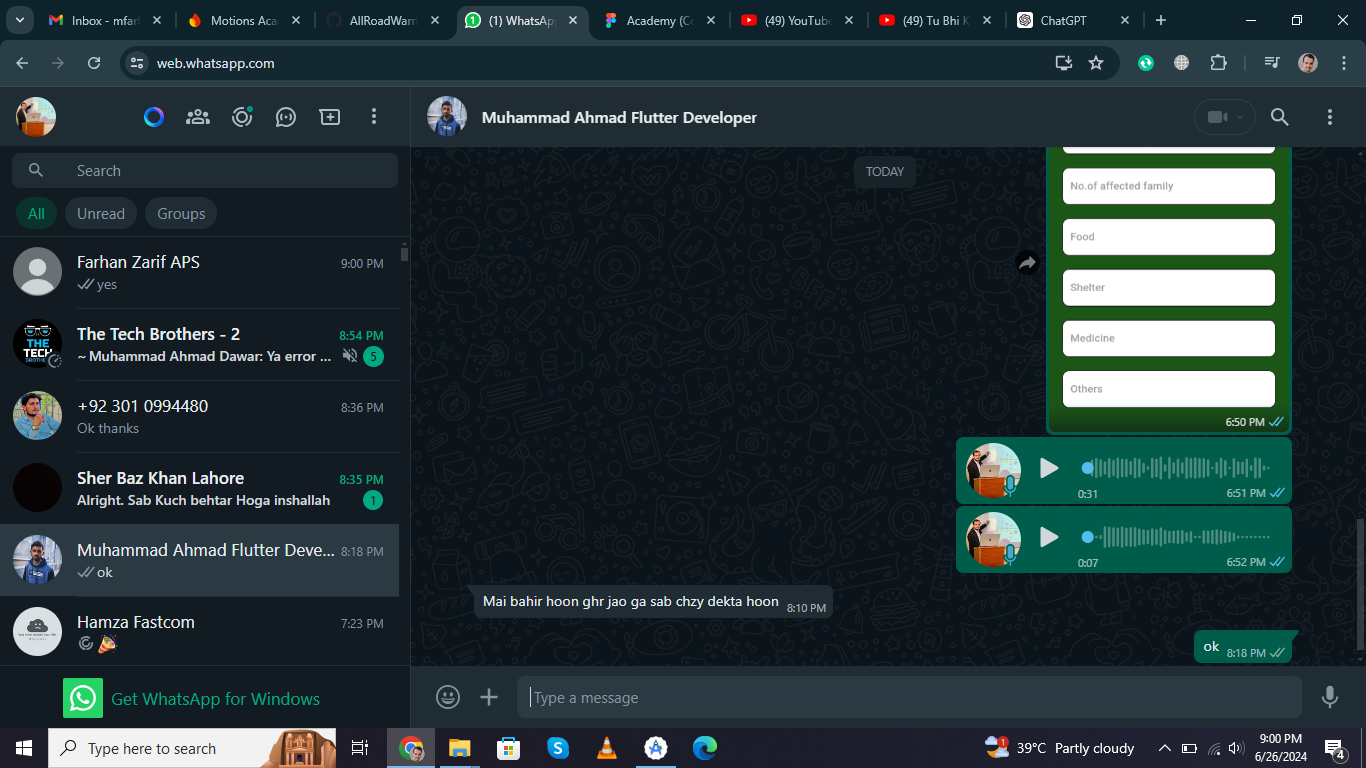 Inbox - mfarl
Motions Aca
AllRoadWarr
(1) WhatsAp
Academy (Co
(49) YouTube
(49) Tu Bhi K
ChatGPT
web.whatsapp.com
Muhammad Ahmad Flutter Developer
Search
All
Unread
Groups
Farhan Zarif APS
9:00 PM
yes
The Tech Brothers - 2
8:54 PM
~ Muhammad Ahmad Dawar: Ya error ...
5
THE
TECH
+92 301 0994480
8:36 PM
Ok thanks
Sher Baz Khan Lahore
8:35 PM
Alright. Sab Kuch behtar Hoga inshallah
1
Muhammad Ahmad Flutter Deve...
8:18 PM
ok
Hamza Fastcom
7:23 PM
Get WhatsApp for Windows
TODAY
No.of affected family
Food
Shelter
Medicine
Others
6:50 PM
0:31
6:51 PM
0:07
6:52 PM
Mai bahir hoon ghr jao ga sab chzy dekta hoon
8:10 PM
ok
8:18 PM
Type a message
Type here to search
39°C Partly cloudy
9:00 PM
6/26/2024
4